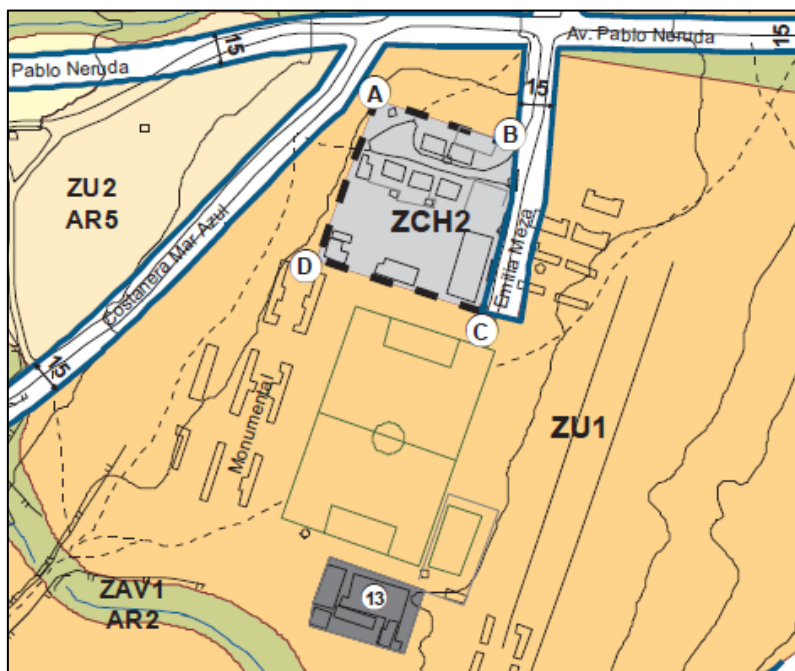 Pablo Neruda
15
Av. Pablo Neruda
15
A
15
B
ZU2
AR5
ZCH2
Costanera Mar Azul
Emilia Meza
D
C
15
Monumental
ZU1
13
ZAV1
AR2